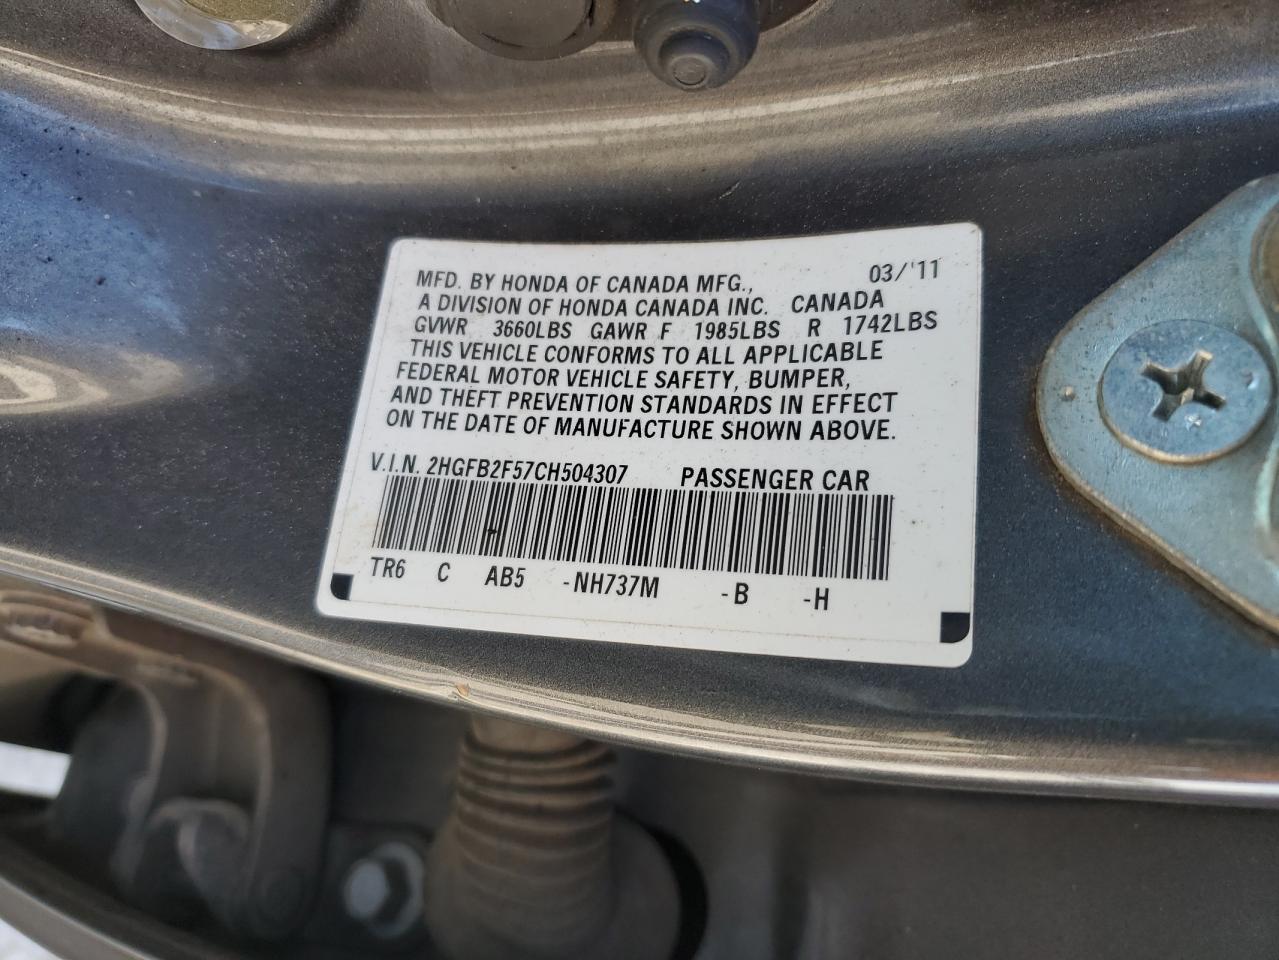 MFD. BY HONDA OF CANADA MFG., 03/'11
A DIVISION OF HONDA CANADA INC. CANADA
GVWR 3660LBS GAWR F 1985LBS R 1742LBS
THIS VEHICLE CONFORMS TO ALL APPLICABLE
FEDERAL MOTOR VEHICLE SAFETY, BUMPER,
AND THEFT PREVENTION STANDARDS IN EFFECT
ON THE DATE OF MANUFACTURE SHOWN ABOVE.
V.I.N. 2HGFB2F57CH504307 PASSENGER CAR
TR6 C AB5 -NH737M -B -H